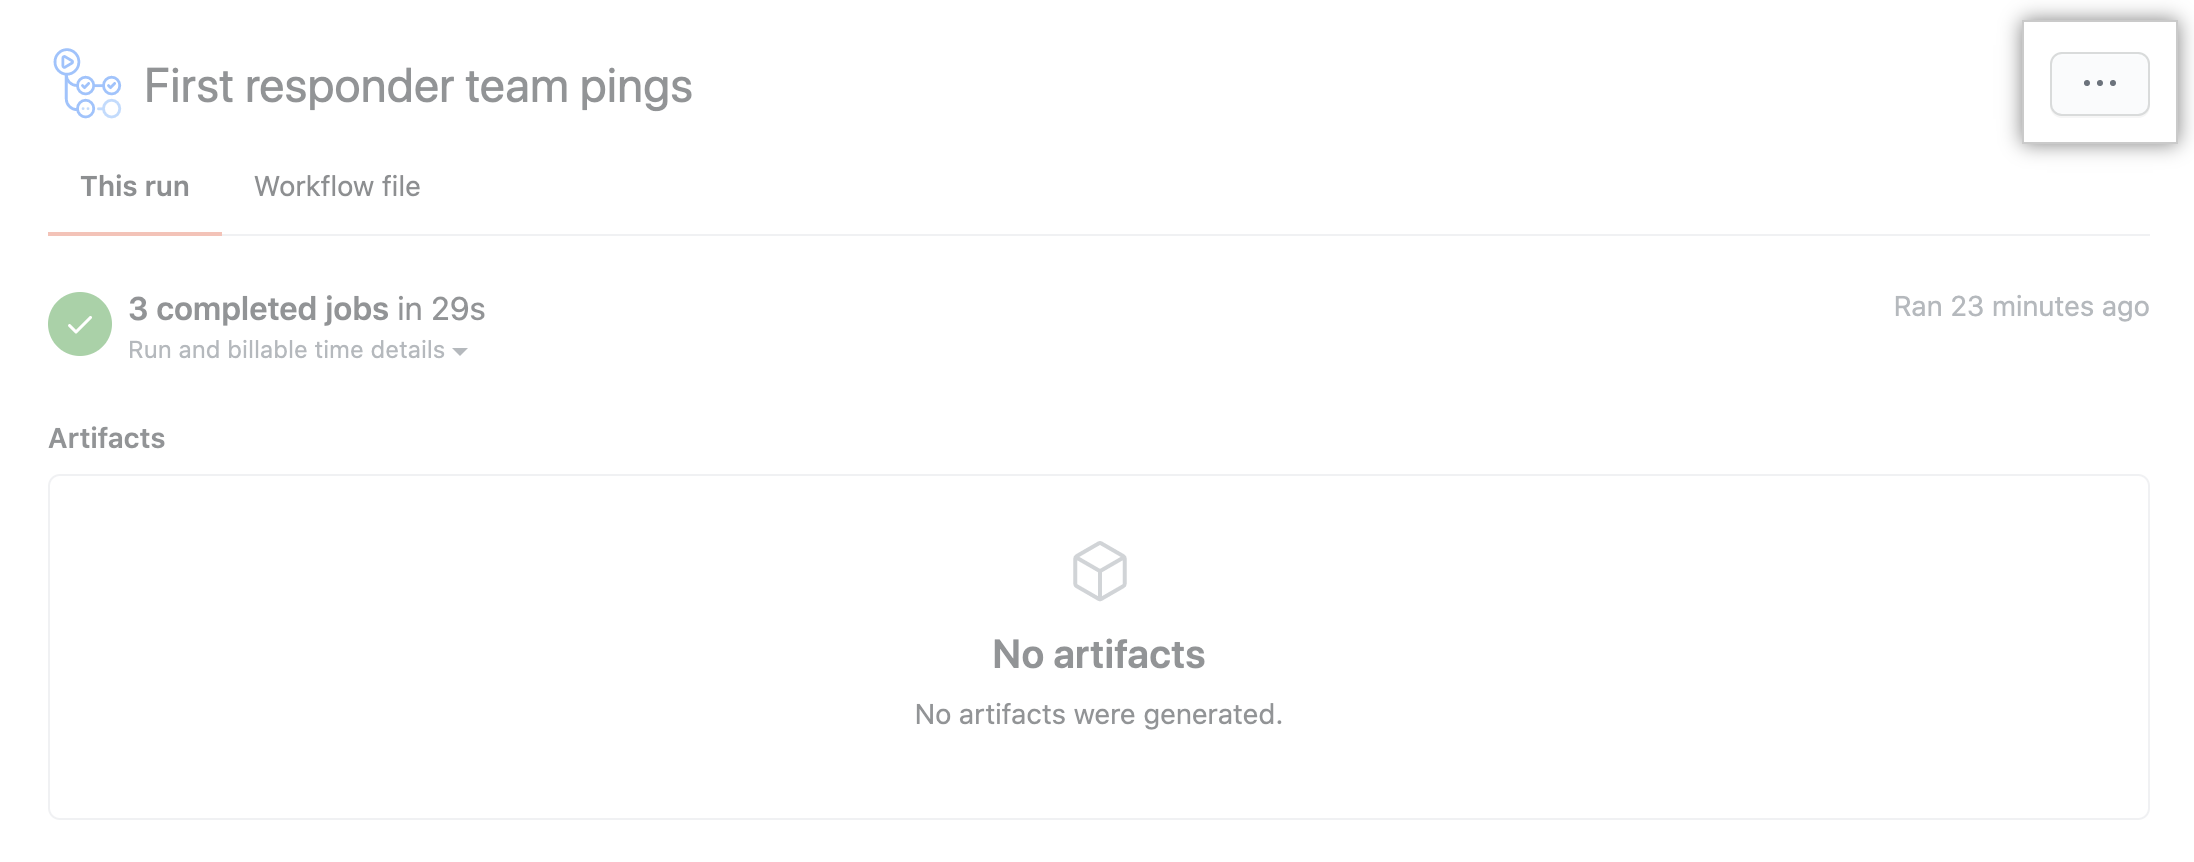 First responder team pings
This run
Workflow file
3 completed jobs in 29s
Ran 23 minutes ago
Run and billable time details
Artifacts
No artifacts
No artifacts were generated.